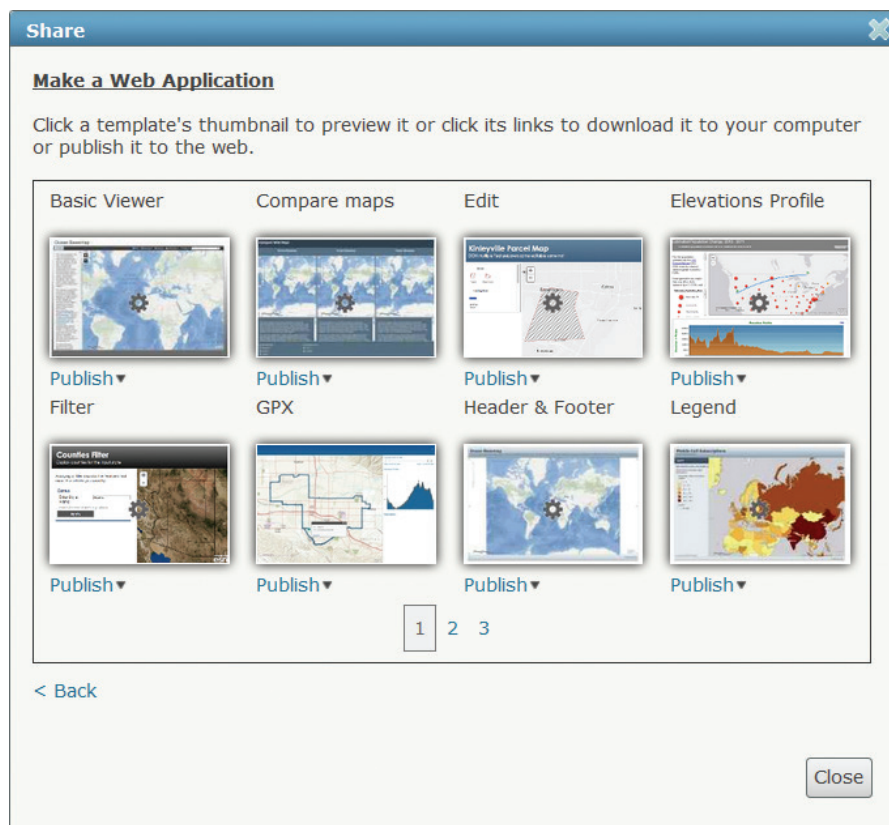 Share
Make a Web Application
Click a template's thumbnail to preview it or click its links to download it to your computer
or publish it to the web.
Basic Viewer Compare maps Edit Elevations Profile
Kinleyville Parcel Map
Publish▾ Publish▾ Publish▾ Publish▾
Filter GPX Header & Footer Legend
Counties Filter
Publish▾ Publish▾ Publish▾ Publish▾
1 2 3
< Back
Close